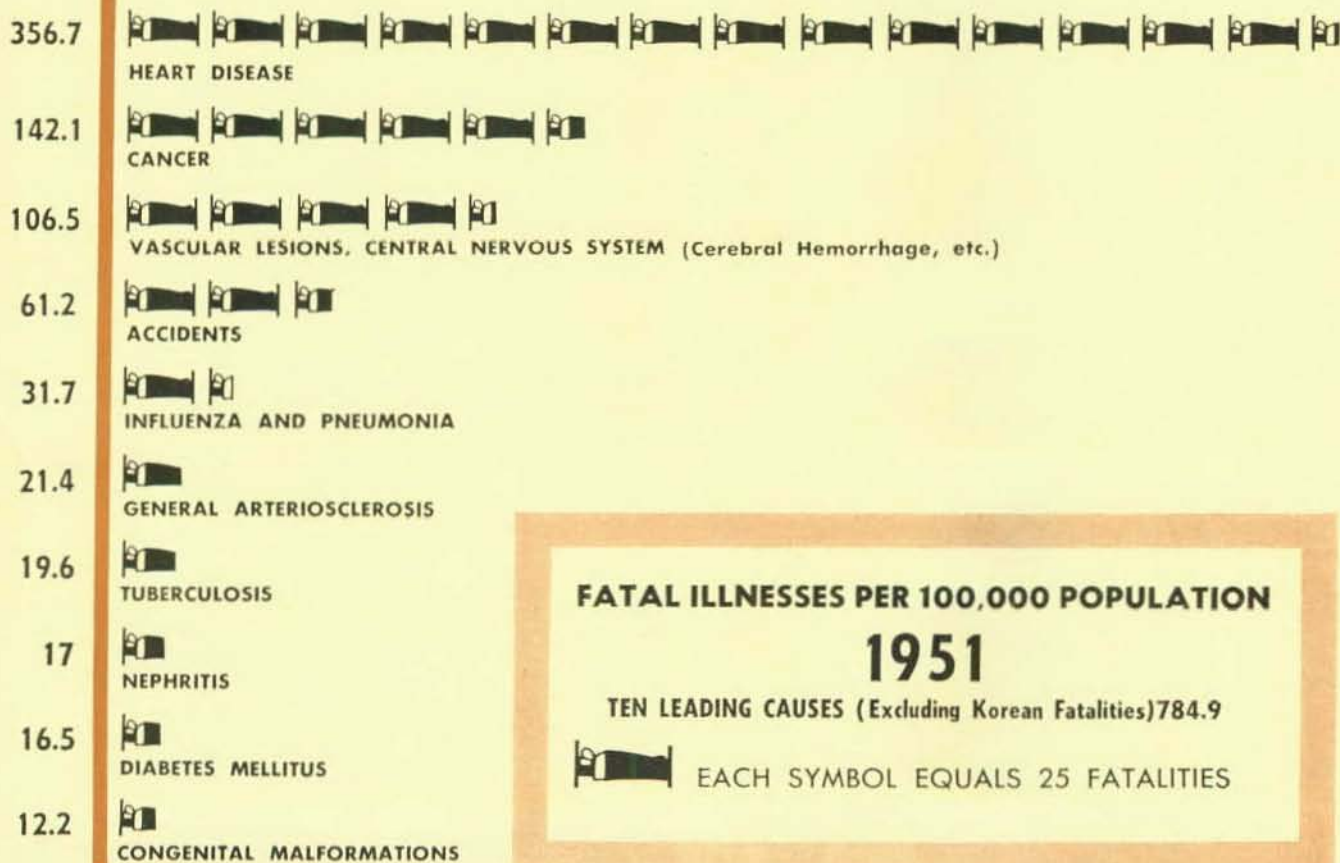 356.7
HEART DISEASE
142.1
CANCER
106.5
VASCULAR LESIONS, CENTRAL NERVOUS SYSTEM (Cerebral Hemorrhage, etc.)
61.2
ACCIDENTS
31.7
INFLUENZA AND PNEUMONIA
21.4
GENERAL ARTERIOSCLEROSIS
19.6
TUBERCULOSIS
17
NEPHRITIS
16.5
DIABETES MELLITUS
12.2
CONGENITAL MALFORMATIONS
FATAL ILLNESSES PER 100,000 POPULATION
1951
TEN LEADING CAUSES (Excluding Korean Fatalities)784.9
EACH SYMBOL EQUALS 25 FATALITIES